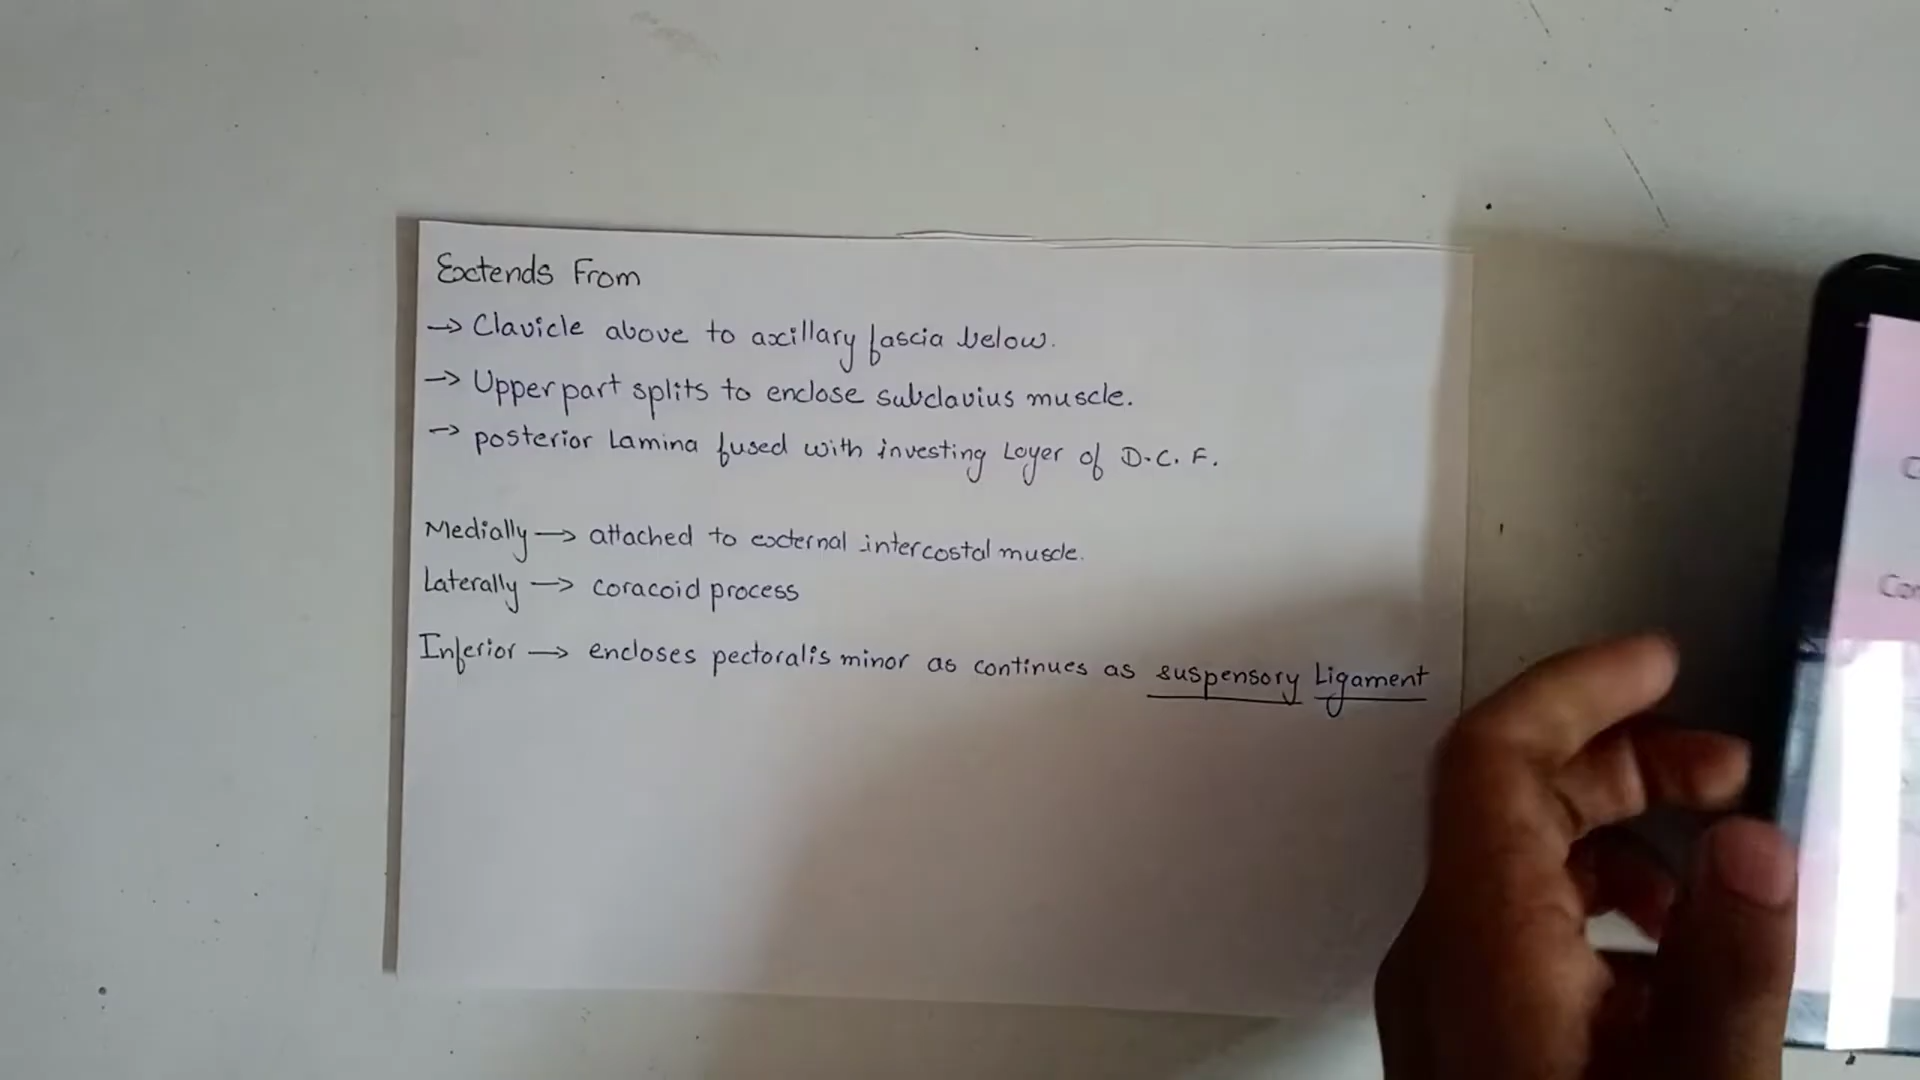 Extends From
→ Clavicle above to axillary fascia below.
→ Upper part splits to enclose subclavius muscle.
→ posterior Lamina fused with investing Loyer of D.C.F.
Medially → attached to external intercostal muscle.
Laterally → coracoid process
Inferior → encloses pectoralis minor as continues as suspensory Ligament